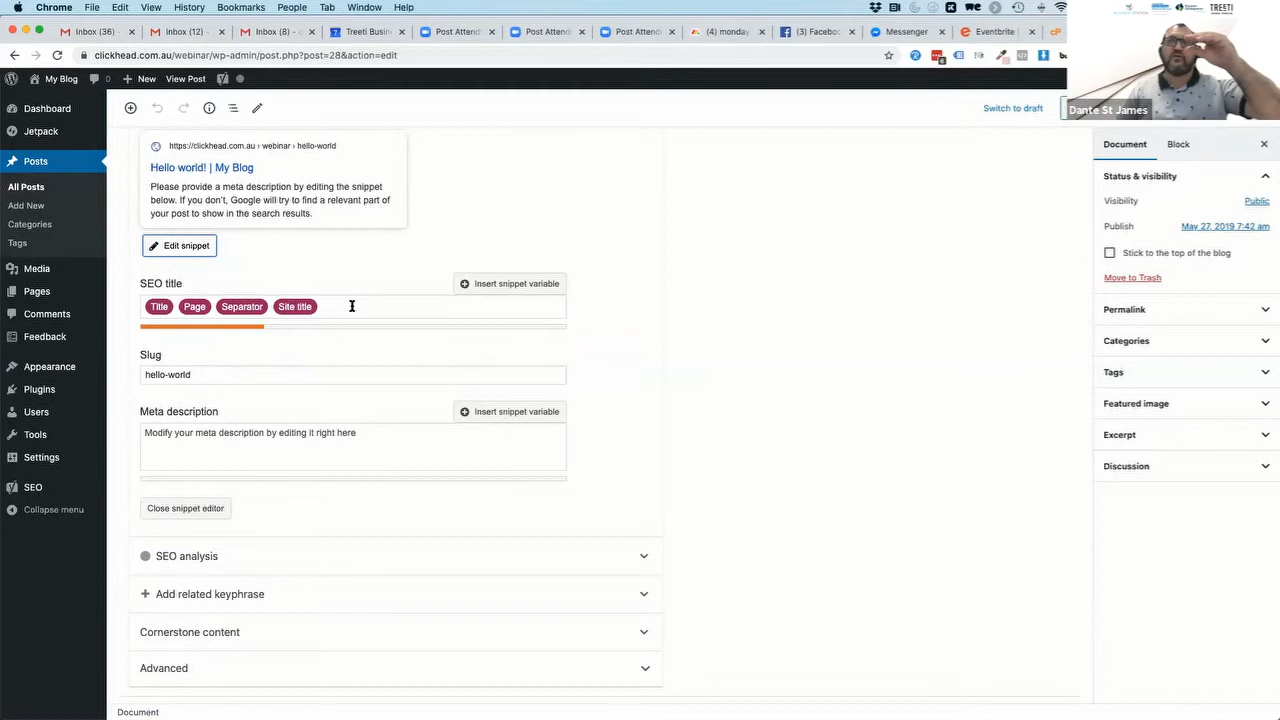 Chrome File Edit View History Bookmarks People Tab Window Help
Inbox (36) -
Inbox (12) -
Inbox (8) - d
Treeti Busin
Post Attend
Post Attend
Post Attend
(4) monday
(3) Facebo
Messenger
Eventbrite
clickhead.com.au/webinar/wp-admin/post.php?post=28&action=edit
TREETI
Dante St James
My Blog 0 New View Post
Dashboard
Jetpack
Posts
All Posts
Add New
Categories
Tags
Media
Pages
Comments
Feedback
Appearance
Plugins
Users
Tools
Settings
SEO
Collapse menu
Switch to draft
https://clickhead.com.au › webinar › hello-world
Hello world! | My Blog
Please provide a meta description by editing the snippet
below. If you don't, Google will try to find a relevant part of
your post to show in the search results.
Edit snippet
SEO title
Insert snippet variable
Title Page Separator Site title
Slug
hello-world
Meta description
Insert snippet variable
Modify your meta description by editing it right here
Close snippet editor
SEO analysis
Add related keyphrase
Cornerstone content
Advanced
Document
Document Block
Status & visibility
Visibility Public
Publish May 27, 2019 7:42 am
Stick to the top of the blog
Move to Trash
Permalink
Categories
Tags
Featured image
Excerpt
Discussion